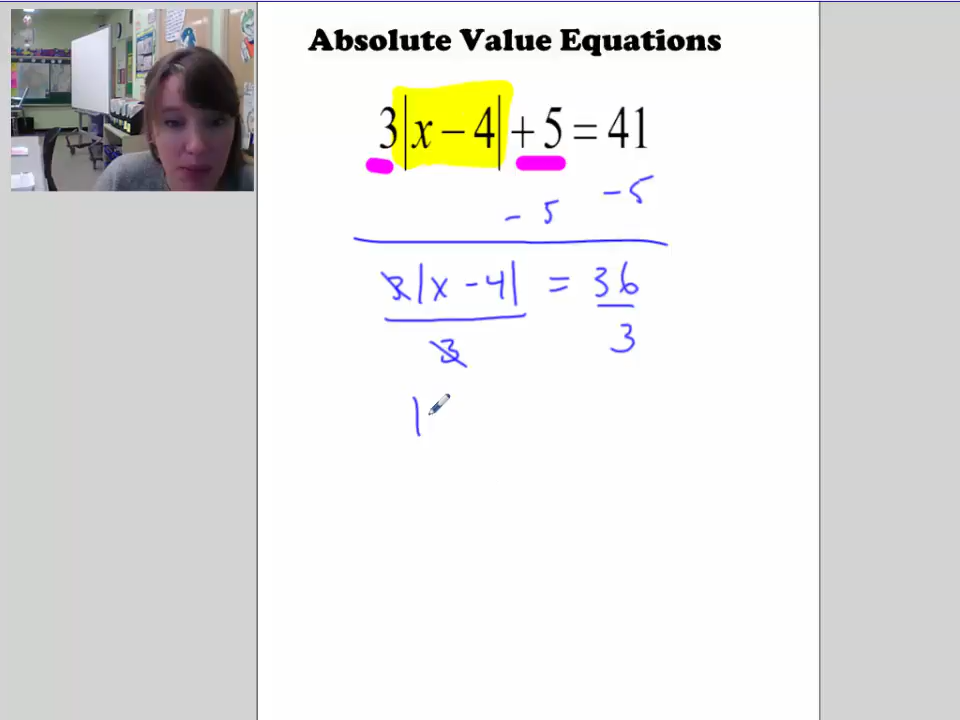 Absolute Value Equations
3|x − 4| + 5 = 41
- 5 - 5
3|x - 4| = 36
3 3
|